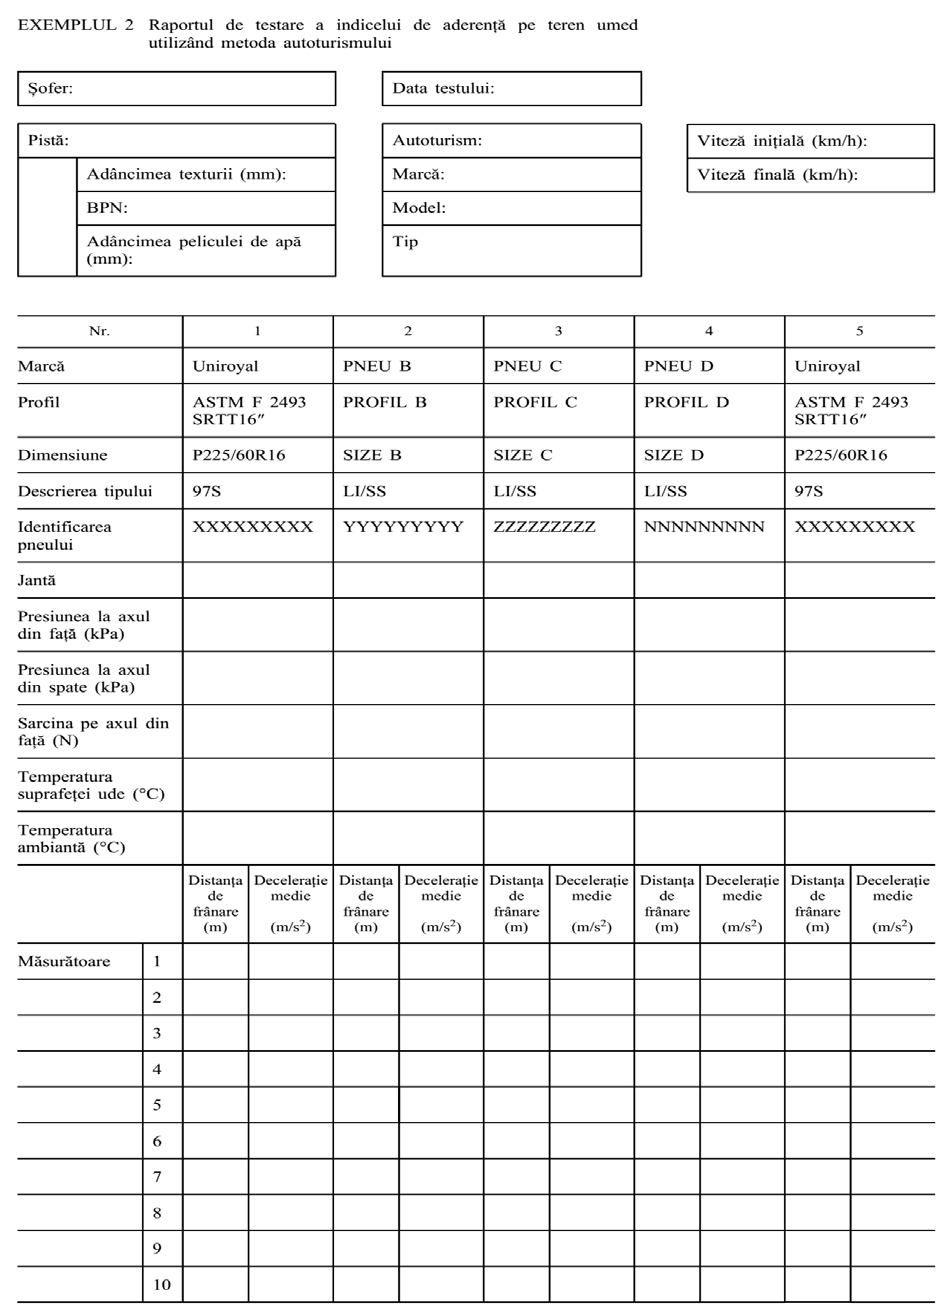 EXEMPLUL 2 Raportul de testare a indicelui de aderență pe teren umed
utilizând metoda autoturismului
Șofer:
Data testului:
Pistă:
Adâncimea texturii (mm):
BPN:
Adâncimea peliculei de apă
(mm):
Autoturism:
Marcă:
Model:
Tip
Viteză inițială (km/h):
Viteză finală (km/h):
Nr. 1 2 3 4 5
Marcă Uniroyal PNEU B PNEU C PNEU D Uniroyal
Profil ASTM F 2493 PROFIL B PROFIL C PROFIL D ASTM F 2493
SRTT16″ SRTT16″
Dimensiune P225/60R16 SIZE B SIZE C SIZE D P225/60R16
Descrierea tipului 97S LI/SS LI/SS LI/SS 97S
Identificarea XXXXXXXXX YYYYYYYYY ZZZZZZZZZ NNNNNNNNN XXXXXXXXX
pneului
Jantă
Presiunea la axul
din față (kPa)
Presiunea la axul
din spate (kPa)
Sarcina pe axul din
față (N)
Temperatura
suprafeței ude (°C)
Temperatura
ambiantă (°C)
Distanța Decelerație Distanța Decelerație Distanța Decelerație Distanța Decelerație Distanța Decelerație
de medie de medie de medie de medie de medie
frânare frânare frânare frânare frânare
(m) (m/s²) (m) (m/s²) (m) (m/s²) (m) (m/s²) (m) (m/s²)
Măsurătoare 1
2
3
4
5
6
7
8
9
10